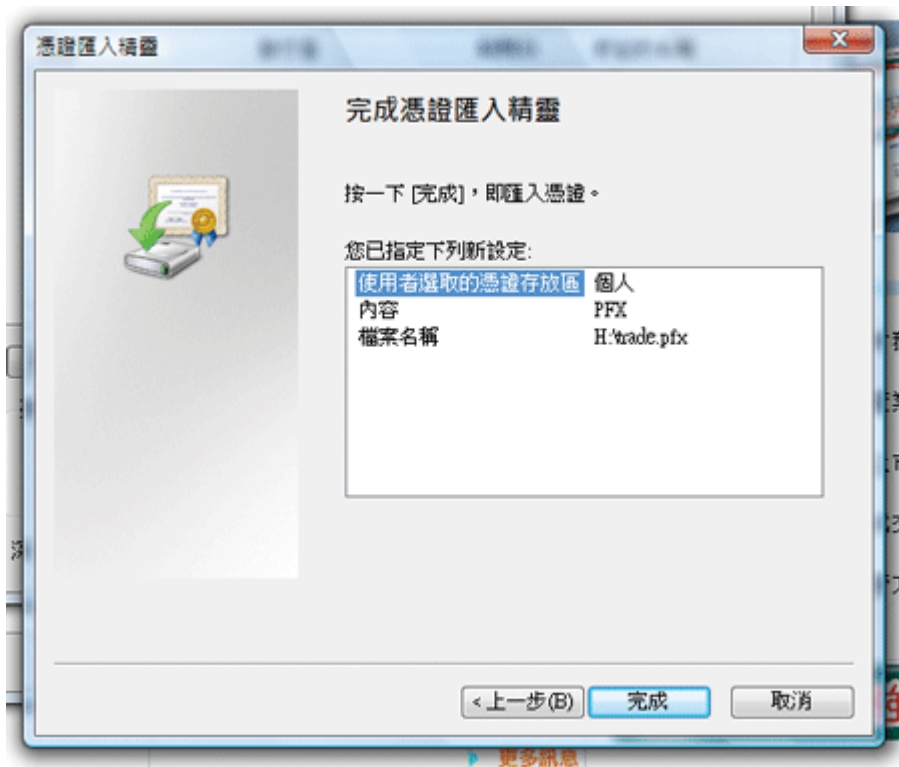 憑證匯入精靈
完成憑證匯入精靈
按一下 [完成]，即匯入憑證。
您已指定下列新設定:
使用者選取的憑證存放區 個人
內容 PFX
檔案名稱 H:\trade.pfx
<上一步(B) 完成 取消
更多訊息